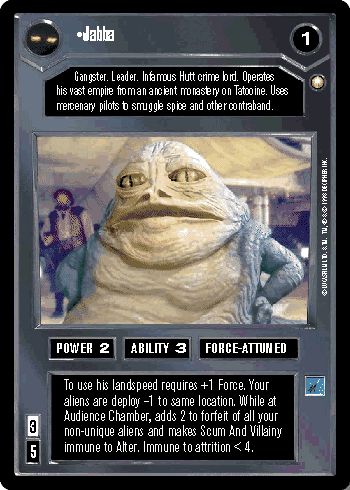 •Jabba
1
Gangster. Leader. Infamous Hutt crime lord. Operates
his vast empire from an ancient monastery on Tatooine. Uses
mercenary pilots to smuggle spice and other contraband.
POWER 2
ABILITY 3
FORCE-ATTUNED
To use his landspeed requires +1 Force. Your
aliens are deploy –1 to same location. While at
Audience Chamber, adds 2 to forfeit of all your
non-unique aliens and makes Scum And Villainy
immune to Alter. Immune to attrition < 4.
3
5